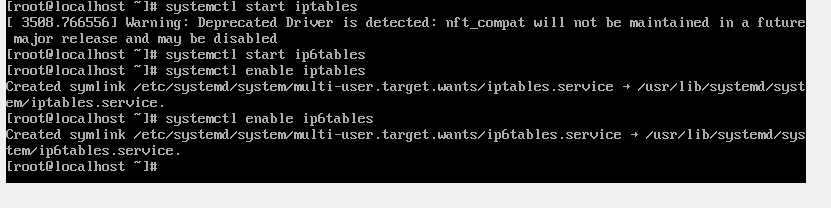 [root@localhost ~]# systemctl start iptables
[ 3508.766556] Warning: Deprecated Driver is detected: nft_compat will not be maintained in a future
 major release and may be disabled
[root@localhost ~]# systemctl start ip6tables
[root@localhost ~]# systemctl enable iptables
Created symlink /etc/systemd/system/multi-user.target.wants/iptables.service → /usr/lib/systemd/syst
em/iptables.service.
[root@localhost ~]# systemctl enable ip6tables
Created symlink /etc/systemd/system/multi-user.target.wants/ip6tables.service → /usr/lib/systemd/sys
tem/ip6tables.service.
[root@localhost ~]#